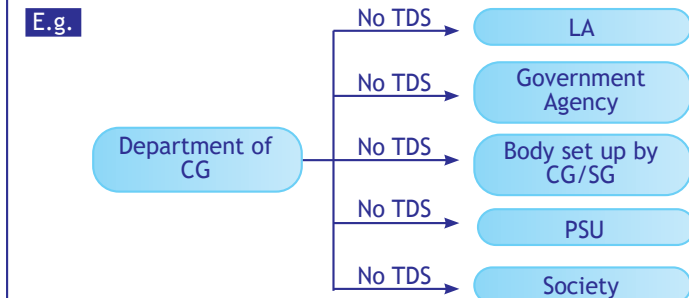 E.g.
No TDS
LA
No TDS
Government
Agency
Department of
CG
No TDS
Body set up by
CG/SG
No TDS
PSU
No TDS
Society